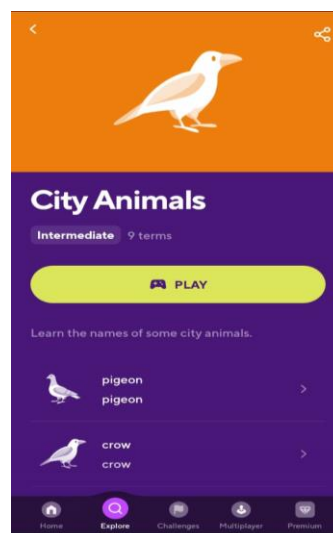 City Animals
Intermediate 9 terms
PLAY
Learn the names of some city animals.
pigeon
pigeon
crow
crow
Home Explore Challenges Multiplayer Premium